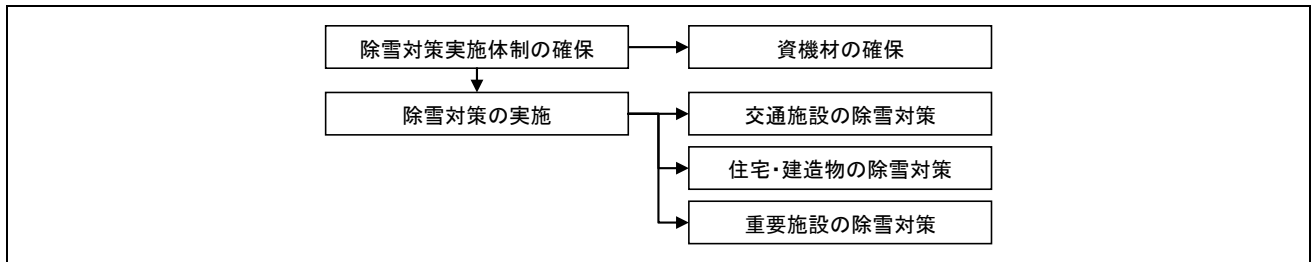 除雪対策実施体制の確保
資機材の確保
除雪対策の実施
交通施設の除雪対策
住宅・建造物の除雪対策
重要施設の除雪対策